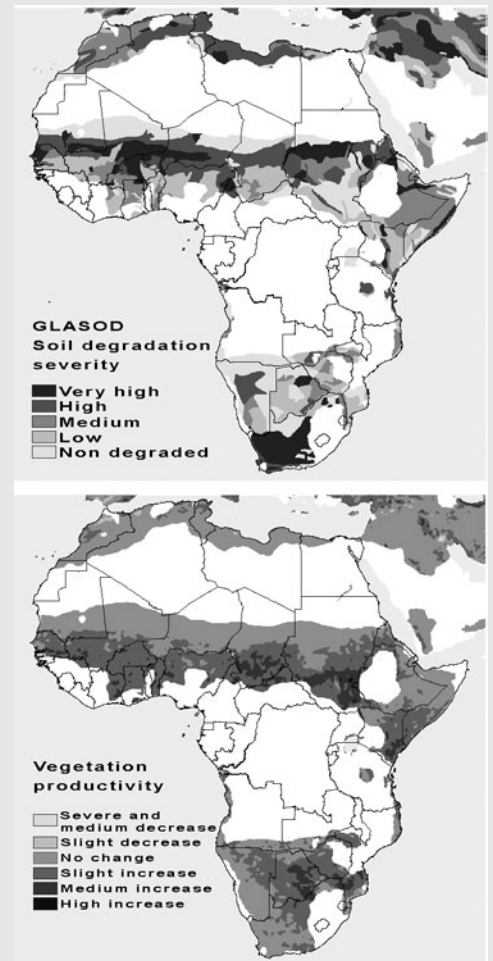 GLASOD
Soil degradation
severity
Very high
High
Medium
Low
Non degraded
Vegetation
productivity
Severe and
medium decrease
Slight decrease
No change
Slight increase
Medium increase
High increase